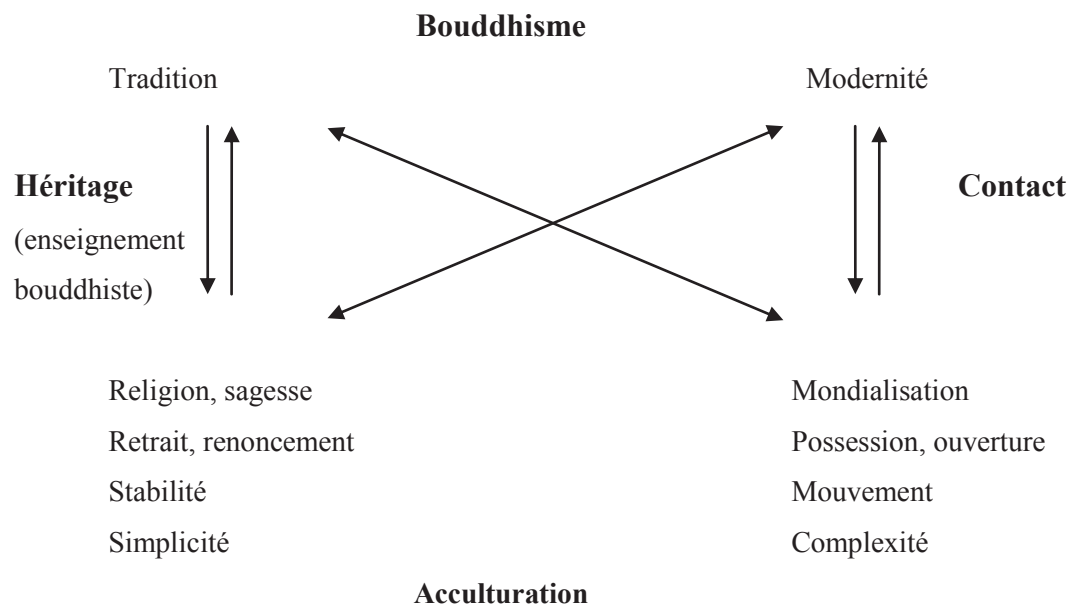 Bouddhisme
Tradition
Modernité
Héritage
(enseignement
bouddhiste)
Contact
Religion, sagesse
Retrait, renoncement
Stabilité
Simplicité
Mondialisation
Possession, ouverture
Mouvement
Complexité
Acculturation